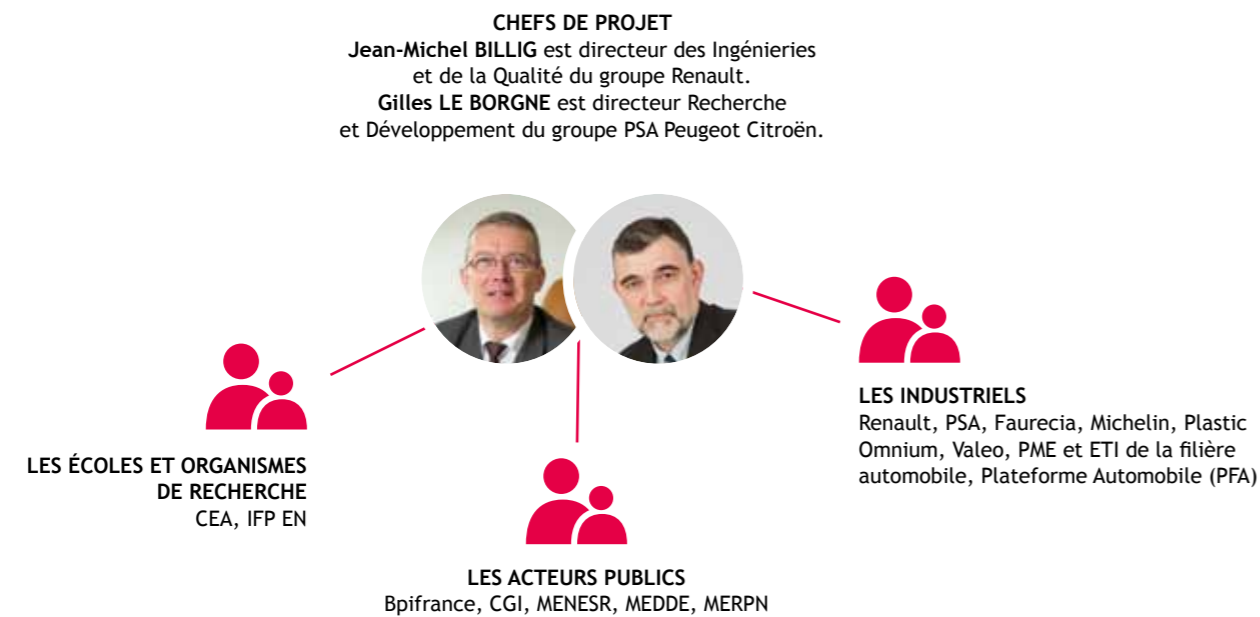 CHEFS DE PROJET
Jean-Michel BILLIG est directeur des Ingénieries
et de la Qualité du groupe Renault.
Gilles LE BORGNE est directeur Recherche
et Développement du groupe PSA Peugeot Citroën.
LES ÉCOLES ET ORGANISMES
DE RECHERCHE
CEA, IFP EN
LES ACTEURS PUBLICS
Bpifrance, CGI, MENESR, MEDDE, MERPN
LES INDUSTRIELS
Renault, PSA, Faurecia, Michelin, Plastic
Omnium, Valeo, PME et ETI de la filière
automobile, Plateforme Automobile (PFA)